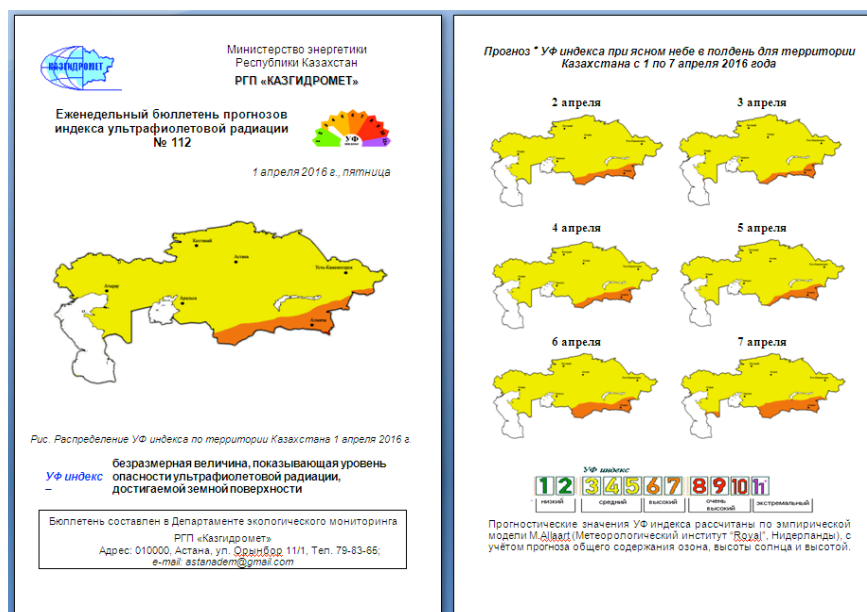 КАЗГИДРОМЕТ
Министерство энергетики
Республики Казахстан
РГП «КАЗГИДРОМЕТ»
Еженедельный бюллетень прогнозов
индекса ультрафиолетовой радиации
№ 112
УФ
индекс
1 апреля 2016 г., пятница
Костанай
Астана
Усть-Каменогорск
Атырау
Аральск
Алматы
Рис. Распределение УФ индекса по территории Казахстана 1 апреля 2016 г.
УФ индекс –
безразмерная величина, показывающая уровень
опасности ультрафиолетовой радиации,
достигаемой земной поверхности
Бюллетень составлен в Департаменте экологического мониторинга
РГП «Казгидромет»
Адрес: 010000, Астана, ул. Орынбор 11/1, Тел. 79-83-65;
e-mail: astanadem@gmail.com
Прогноз * УФ индекса при ясном небе в полдень для территории
Казахстана с 1 по 7 апреля 2016 года
2 апреля 3 апреля
4 апреля 5 апреля
6 апреля 7 апреля
УФ индекс
1 2 3 4 5 6 7 8 9 10 11
низкий средний высокий очень высокий экстремальный
Прогностические значения УФ индекса рассчитаны по эмпирической
модели M.Allaart (Метеорологический институт "Royal", Нидерланды), с
учётом прогноза общего содержания озона, высоты солнца и высотой.